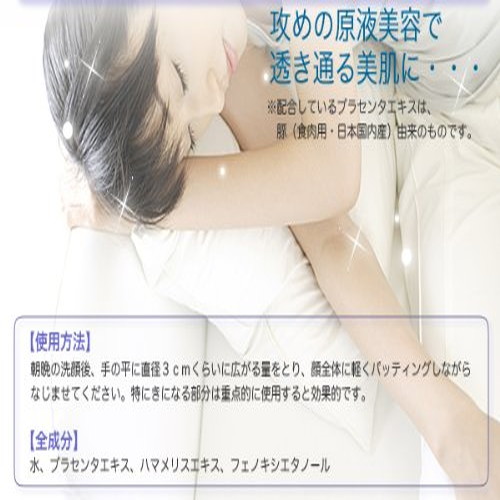 攻めの原液美容で
透き通る美肌に・・・
※配合しているプラセンタエキスは、
豚（食肉用・日本国内産）由来のものです。
【使用方法】
朝晩の洗顔後、手の平に直径３ｃｍくらいに広がる量をとり、顔全体に軽くパッティングしながら
なじませてください。特にきになる部分は重点的に使用すると効果的です。
【全成分】
水、プラセンタエキス、ハマメリスエキス、フェノキシエタノール